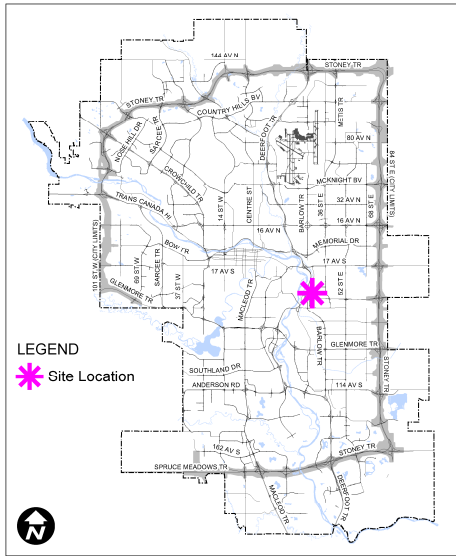 144 AV N
STONEY TR
STONEY TR
METIS TR
COUNTRY HILLS BV
NOSE HILL DR
SARCEE TR
DEERFOOT TR
80 AV N
CROWCHILD TR
MCKNIGHT BV
84 ST E (CITY LIMITS)
TRANS CANADA HI
14 ST W
CENTRE ST
BARLOW TR
36 ST E
32 AV N
68 ST E
16 AV N
16 AV N
MEMORIAL DR
BOW TR
17 AV S
17 AV S
101 ST W (CITY LIMITS)
69 ST W
SARCEE TR
37 ST W
MACLEOD TR
52 ST E
GLENMORE TR
BARLOW TR
GLENMORE TR
LEGEND
Site Location
SOUTHLAND DR
ANDERSON RD
114 AV S
STONEY TR
162 AV S
STONEY TR
SPRUCE MEADOWS TR
MACLEOD TR
DEERFOOT TR
N